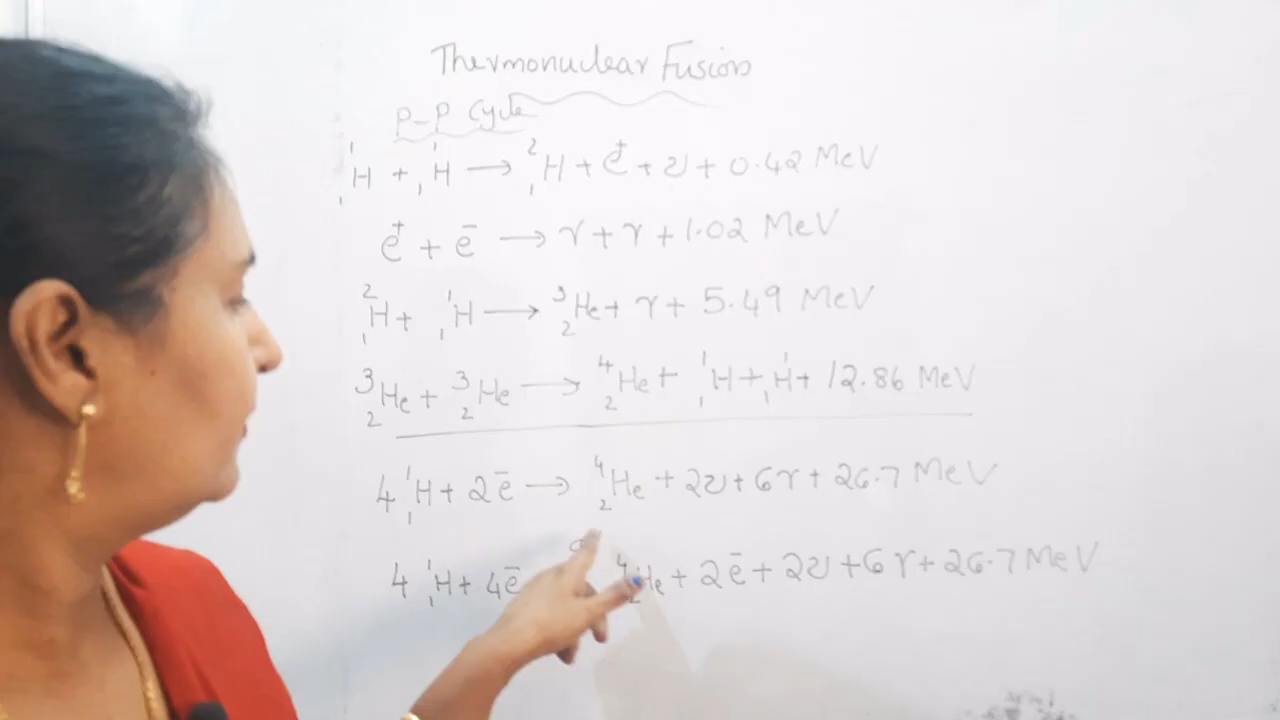 Thermonuclear Fusion
P-P Cycle
¹₁H + ¹₁H → ²₁H + e⁺ + ν + 0.42 MeV
e⁺ + e⁻ → γ + γ + 1.02 MeV
²₁H + ¹₁H → ³₂He + γ + 5.49 MeV
³₂He + ³₂He → ⁴₂He + ¹₁H + ¹₁H + 12.86 MeV
4 ¹₁H + 2e⁻ → ⁴₂He + 2ν + 6γ + 26.7 MeV
4 ¹₁H + 4e⁻ ⁴₂He + 2e⁻ + 2ν + 6γ + 26.7 MeV